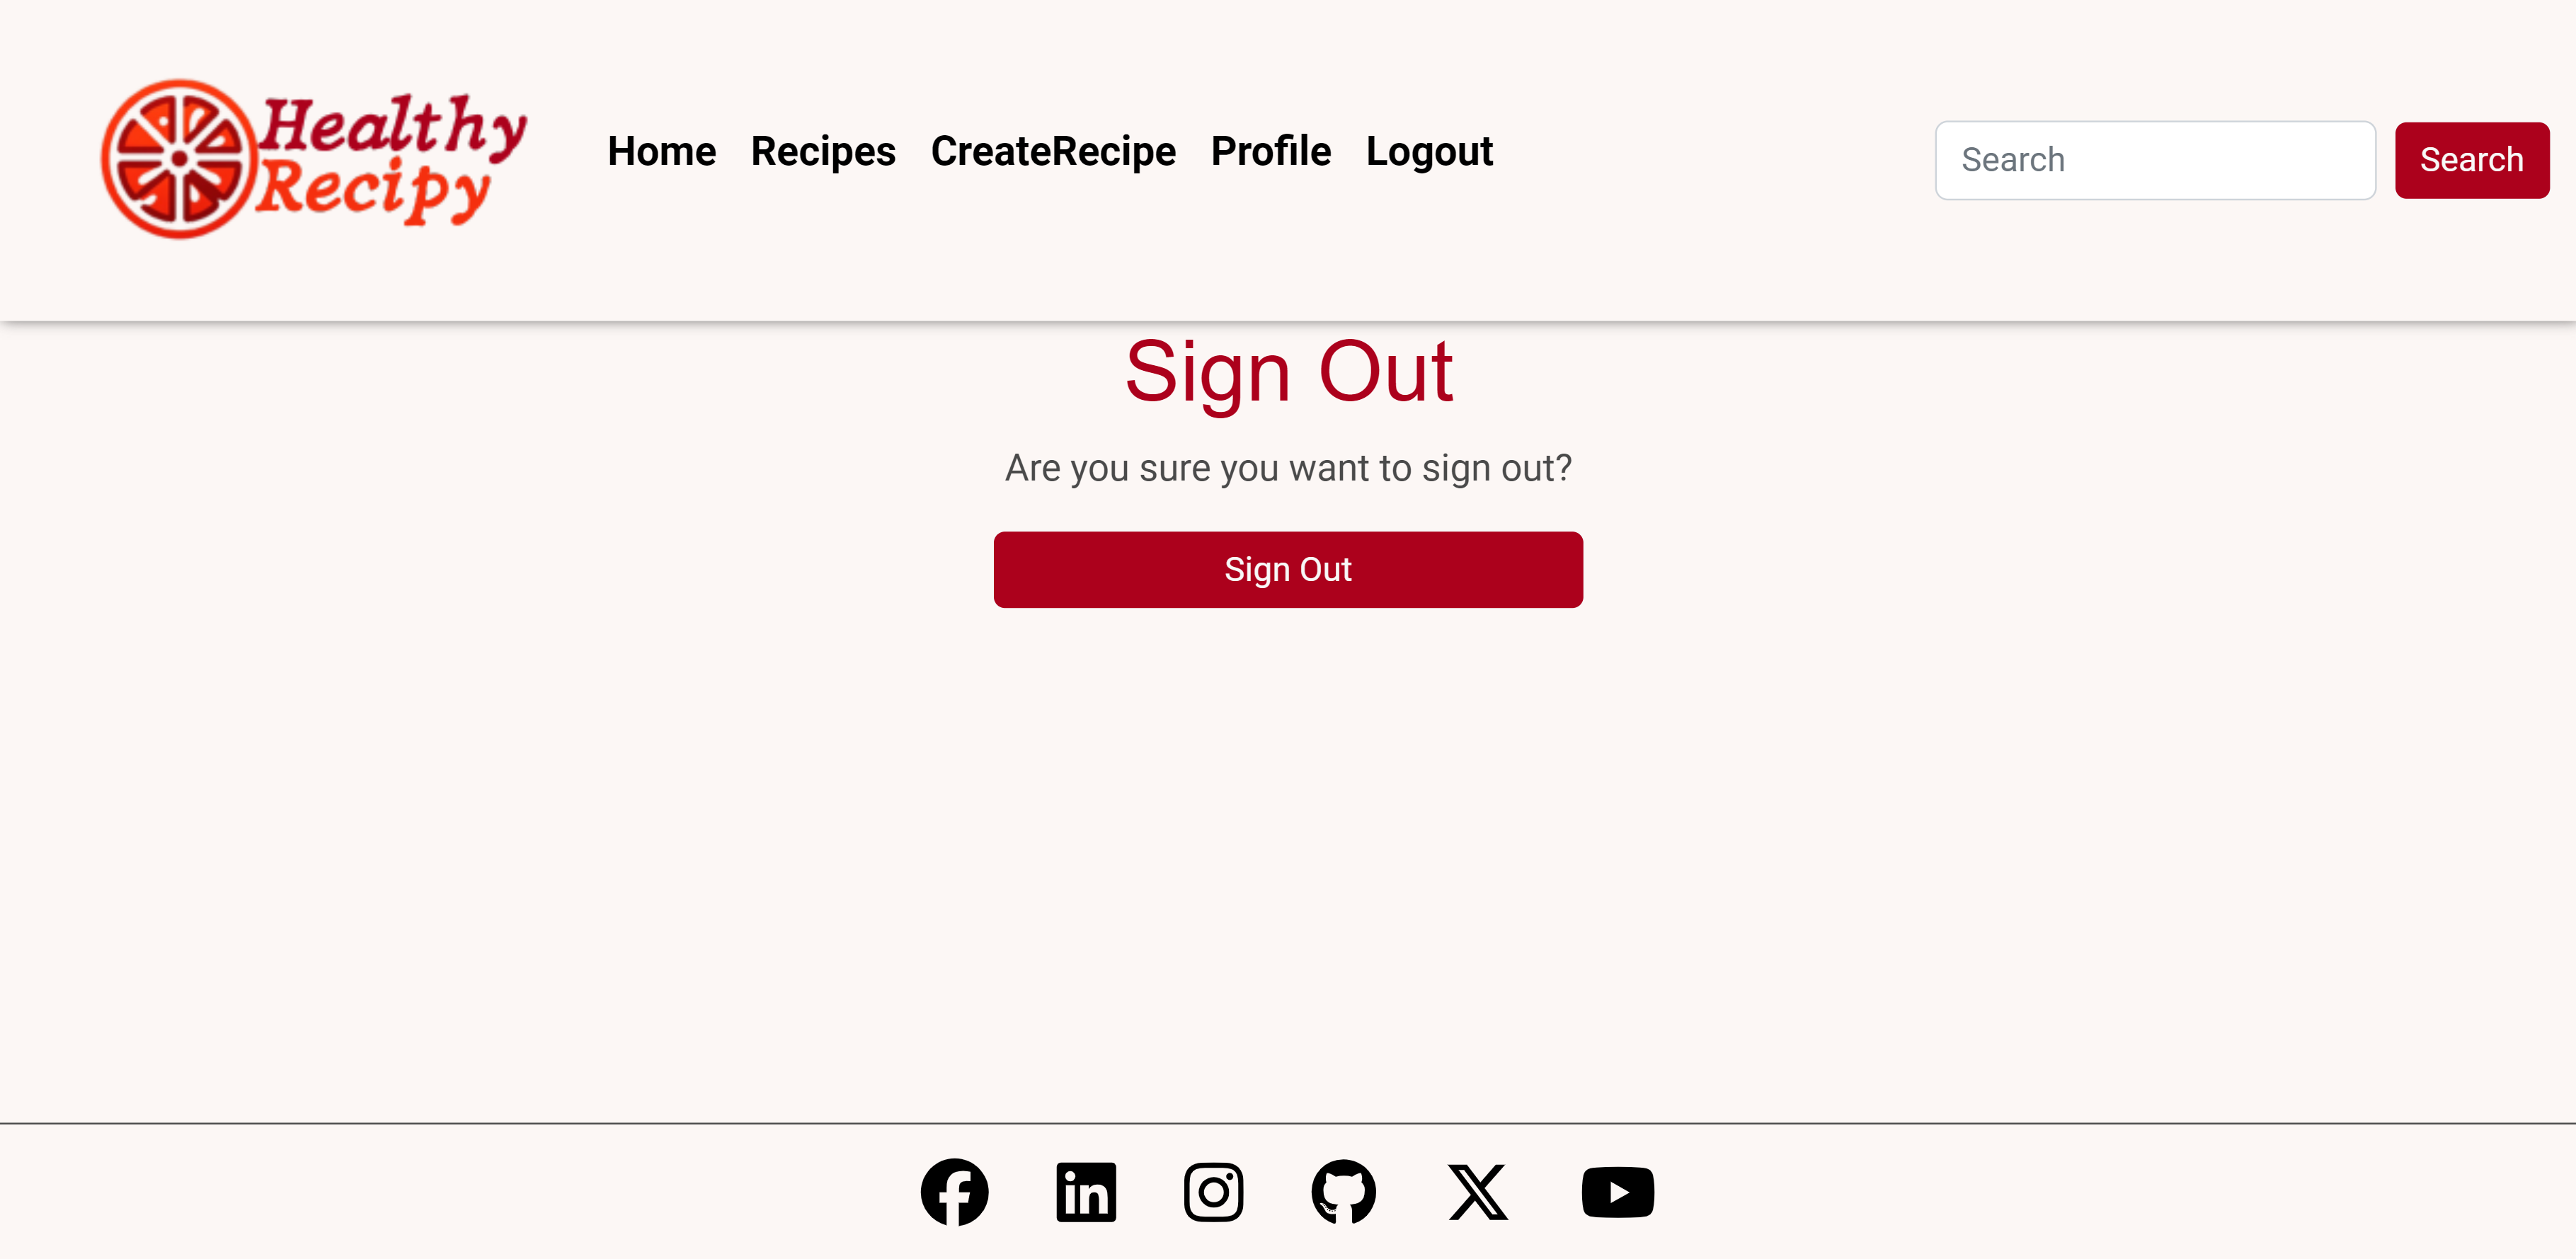 Healthy
Recipy
Home Recipes CreateRecipe Profile Logout
Search Search
Sign Out
Are you sure you want to sign out?
Sign Out